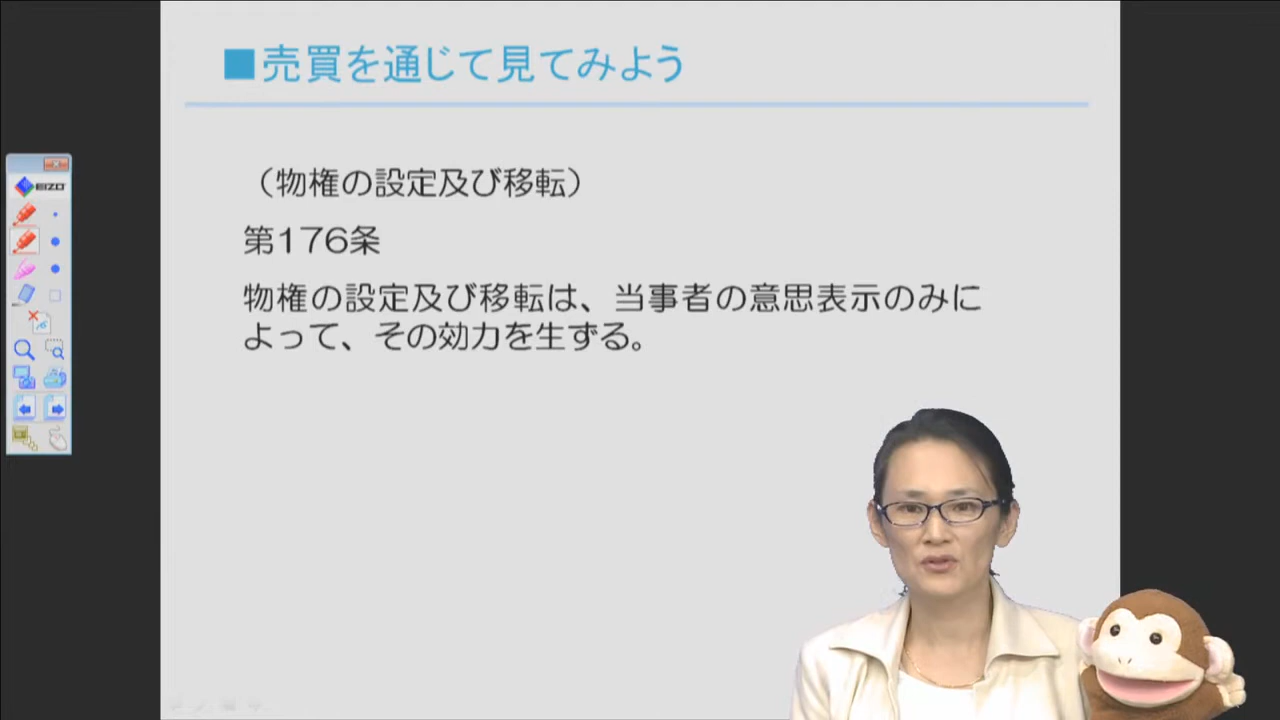 ■売買を通じて見てみよう
（物権の設定及び移転）
第176条
物権の設定及び移転は、当事者の意思表示のみに
よって、その効力を生ずる。
EIZO